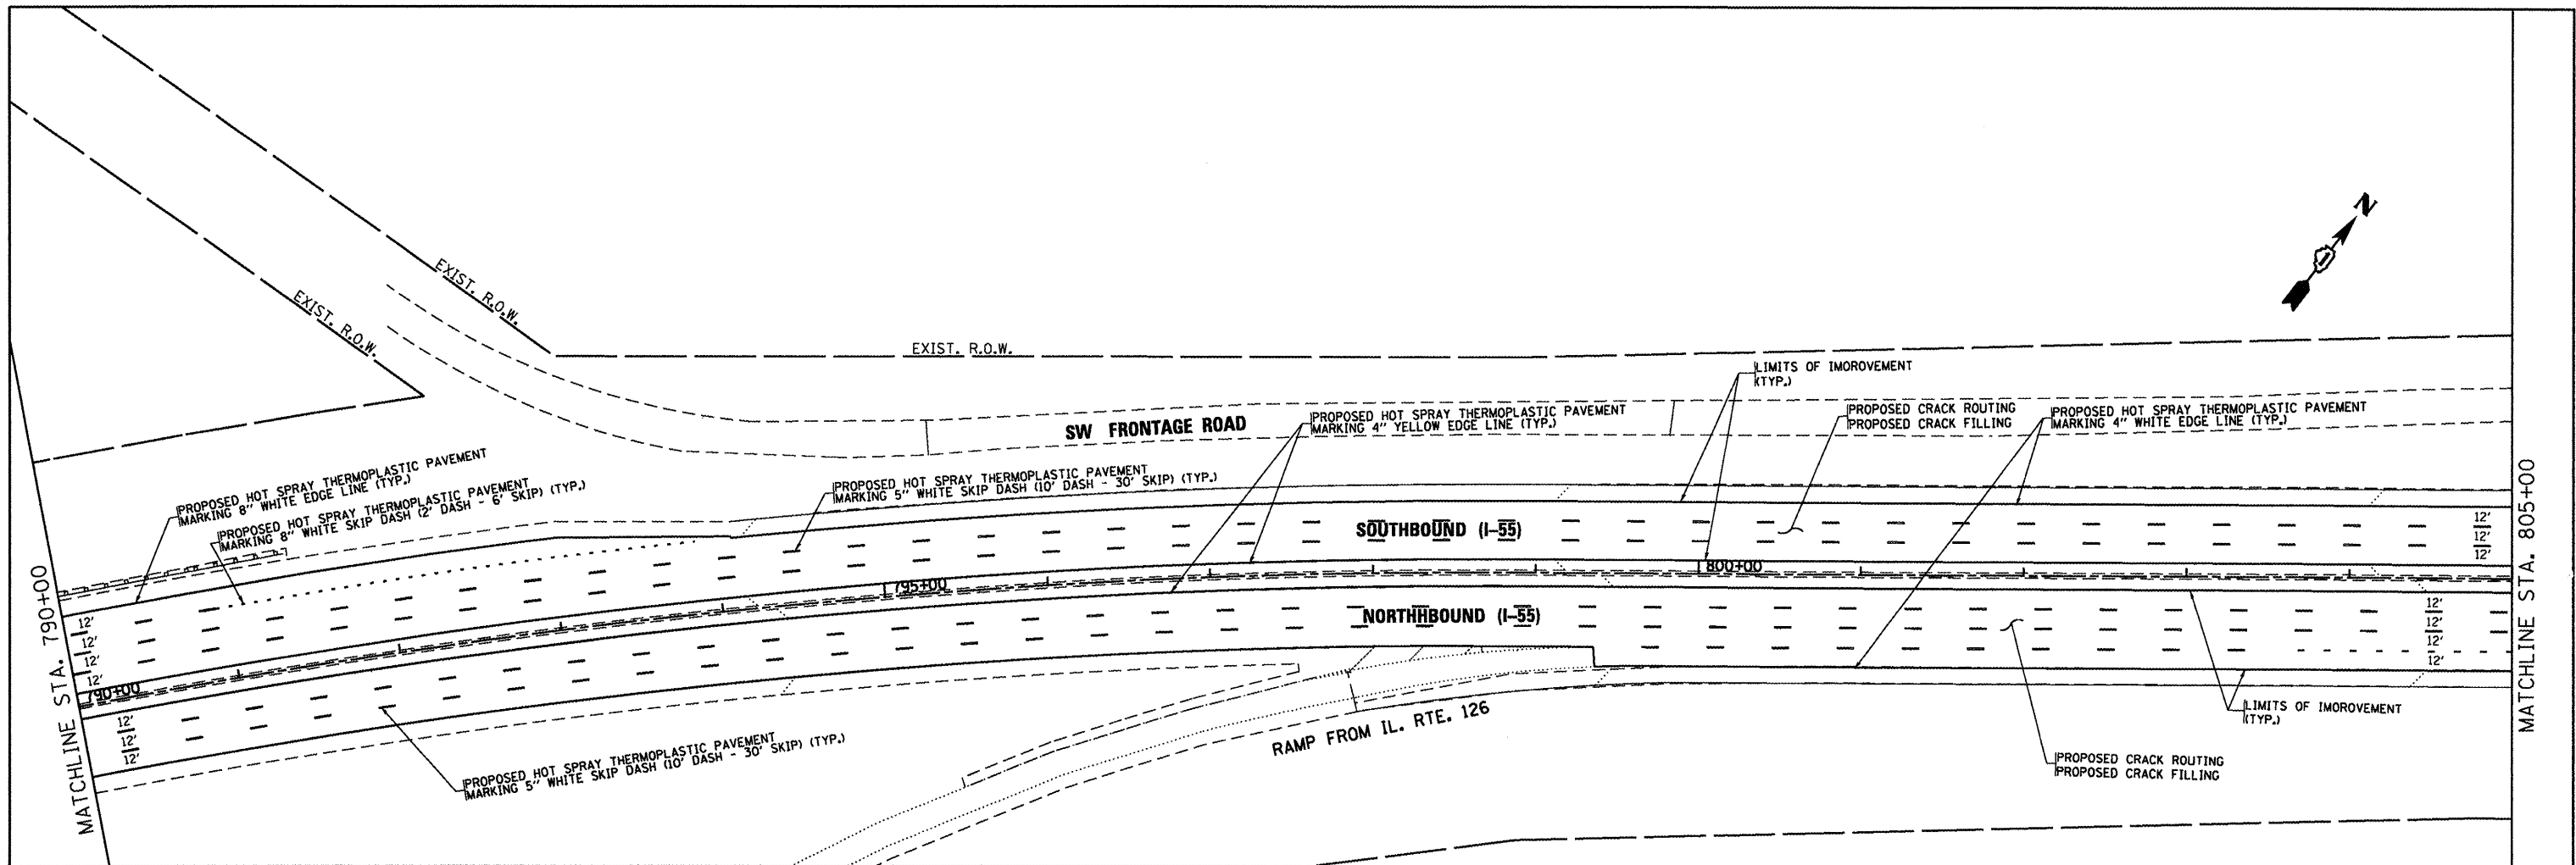 N
EXIST. R.O.W.
EXIST. R.O.W.
EXIST. R.O.W.
LIMITS OF IMOROVEMENT
(TYP.)
SW FRONTAGE ROAD
PROPOSED HOT SPRAY THERMOPLASTIC PAVEMENT
MARKING 4" YELLOW EDGE LINE (TYP.)
PROPOSED CRACK ROUTING
PROPOSED CRACK FILLING
PROPOSED HOT SPRAY THERMOPLASTIC PAVEMENT
MARKING 4" WHITE EDGE LINE (TYP.)
PROPOSED HOT SPRAY THERMOPLASTIC PAVEMENT
MARKING 8" WHITE EDGE LINE (TYP.)
PROPOSED HOT SPRAY THERMOPLASTIC PAVEMENT
MARKING 8" WHITE SKIP DASH (2' DASH - 6' SKIP) (TYP.)
PROPOSED HOT SPRAY THERMOPLASTIC PAVEMENT
MARKING 5" WHITE SKIP DASH (10' DASH - 30' SKIP) (TYP.)
SOUTHBOUND (I-55)
12'
12'
12'
MATCHLINE STA. 805+00
800+00
795+00
MATCHLINE STA. 790+00
12'
12'
12'
12'
790+00
NORTHHBOUND (I-55)
12'
12'
12'
12'
12'
12'
12'
RAMP FROM IL. RTE. 126
LIMITS OF IMOROVEMENT
(TYP.)
PROPOSED HOT SPRAY THERMOPLASTIC PAVEMENT
MARKING 5" WHITE SKIP DASH (10' DASH - 30' SKIP) (TYP.)
PROPOSED CRACK ROUTING
PROPOSED CRACK FILLING